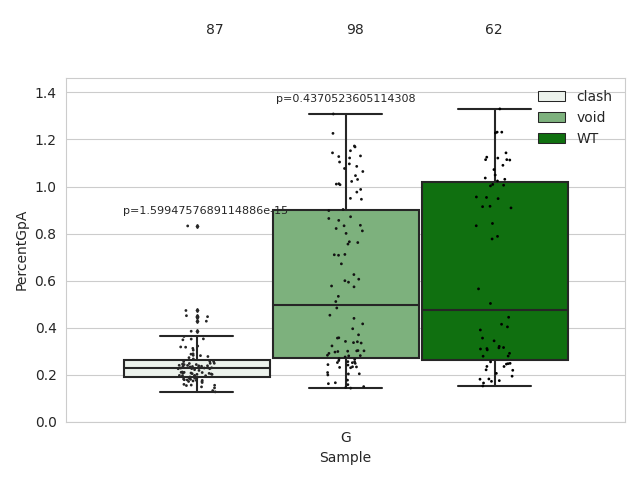 87 98 62
1.4
1.2
1.0
0.8
0.6
0.4
0.2
0.0
PercentGpA
p=0.4370523605114308
p=1.5994757689114886e-15
clash
void
WT
G
Sample